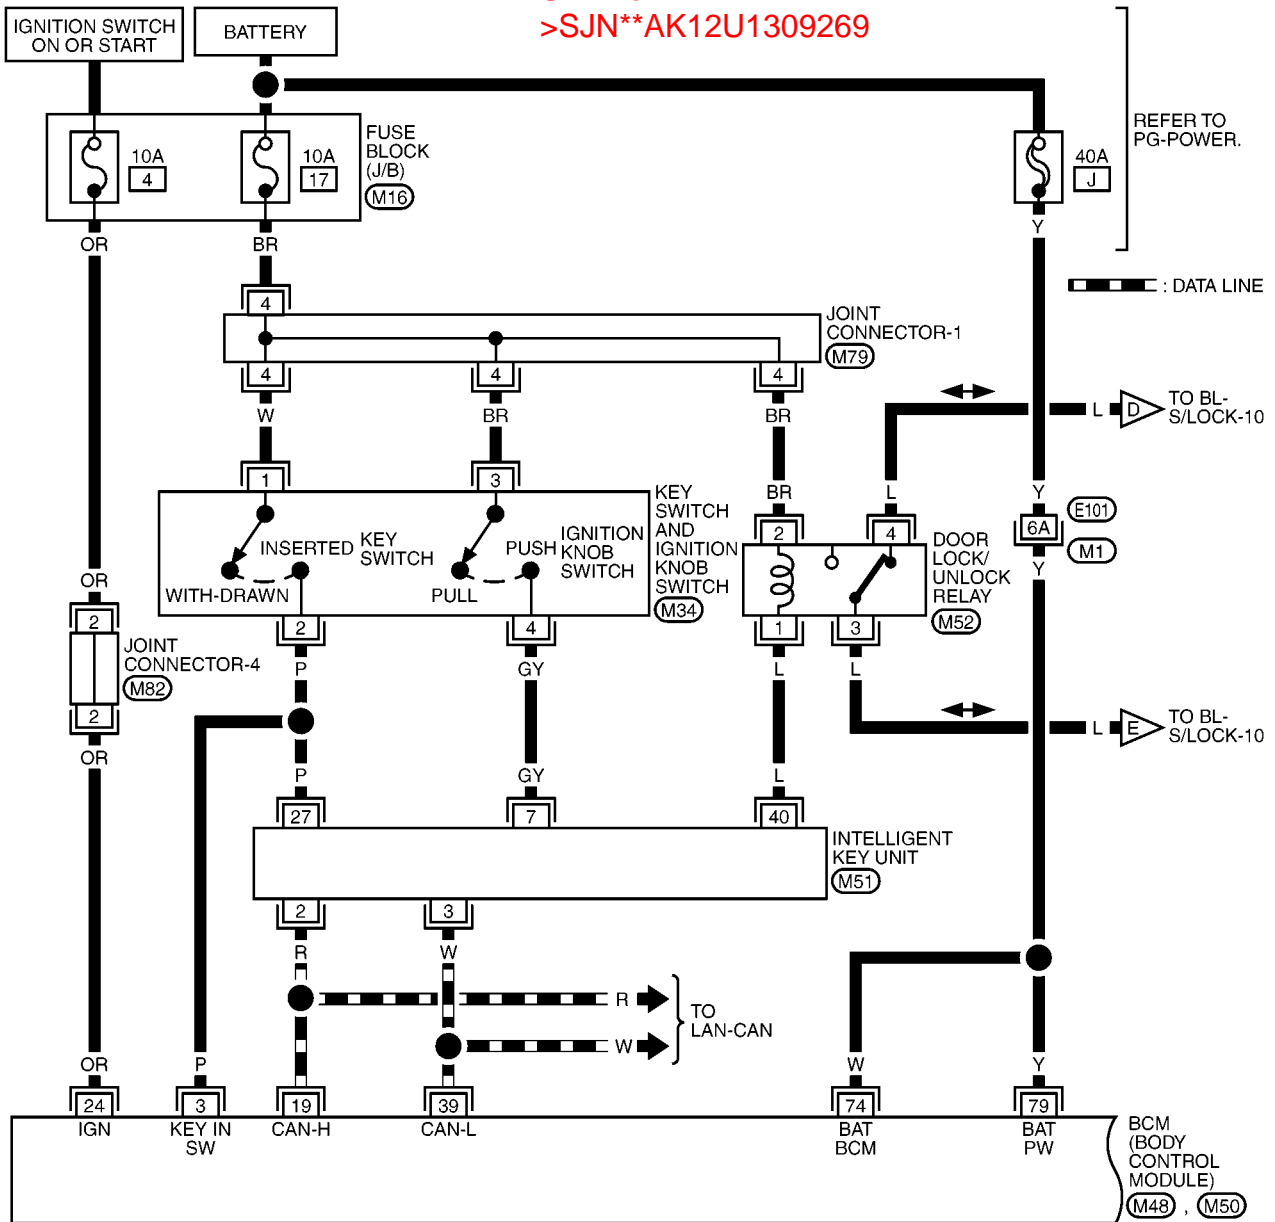 >SJN**AK12U1309269
IGNITION SWITCH
ON OR START
BATTERY
REFER TO
PG-POWER.
FUSE
BLOCK
(J/B)
M16
10A
4
10A
17
40A
J
OR
BR
Y
: DATA LINE
4
JOINT
CONNECTOR-1
M79
4
4
4
W
BR
BR
L
D
TO BL-
S/LOCK-10
1
3
BR
L
Y
KEY
SWITCH
AND
IGNITION
KNOB
SWITCH
M34
INSERTED
KEY
SWITCH
WITH-DRAWN
PUSH
IGNITION
KNOB
SWITCH
PULL
2
4
DOOR
LOCK/
UNLOCK
RELAY
M52
6A
E101
M1
Y
OR
2
JOINT
CONNECTOR-4
M82
2
OR
2
4
1
3
P
GY
L
L
L
E
TO BL-
S/LOCK-10
P
GY
L
27
7
40
INTELLIGENT
KEY UNIT
M51
2
3
R
W
R
W
TO
LAN-CAN
OR
P
W
Y
24
3
19
39
74
79
IGN
KEY IN
SW
CAN-H
CAN-L
BAT
BCM
BAT
PW
BCM
(BODY
CONTROL
MODULE)
M48 , M50